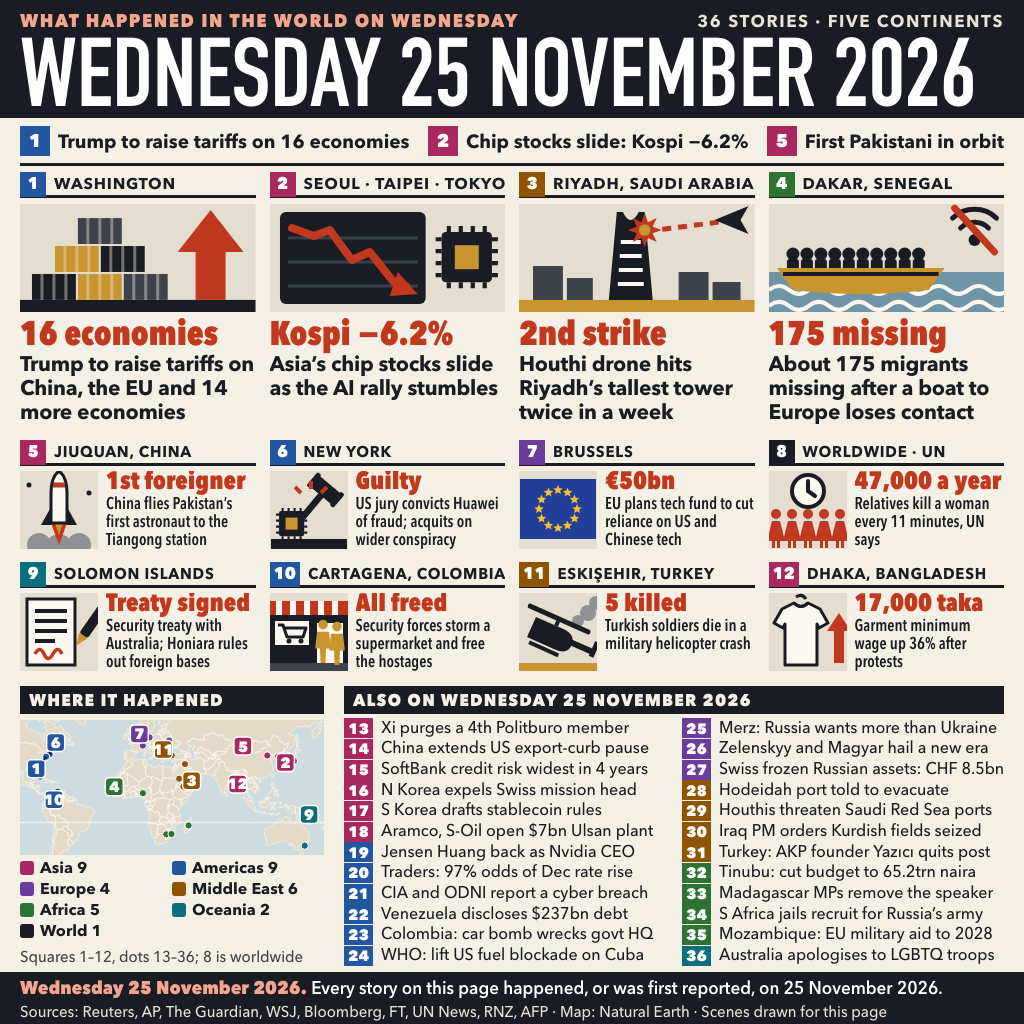 WHAT HAPPENED IN THE WORLD ON WEDNESDAY
36 STORIES · FIVE CONTINENTS
WEDNESDAY 25 NOVEMBER 2026
1 Trump to raise tariffs on 16 economies
2 Chip stocks slide: Kospi −6.2%
5 First Pakistani in orbit
1 WASHINGTON
16 economies
Trump to raise tariffs on
China, the EU and 14
more economies
2 SEOUL · TAIPEI · TOKYO
Kospi −6.2%
Asia’s chip stocks slide
as the AI rally stumbles
3 RIYADH, SAUDI ARABIA
2nd strike
Houthi drone hits
Riyadh’s tallest tower
twice in a week
4 DAKAR, SENEGAL
175 missing
About 175 migrants
missing after a boat to
Europe loses contact
5 JIUQUAN, CHINA
1st foreigner
China flies Pakistan’s
first astronaut to the
Tiangong station
6 NEW YORK
Guilty
US jury convicts Huawei
of fraud; acquits on
wider conspiracy
7 BRUSSELS
€50bn
EU plans tech fund to cut
reliance on US and
Chinese tech
8 WORLDWIDE · UN
47,000 a year
Relatives kill a woman
every 11 minutes, UN
says
9 SOLOMON ISLANDS
Treaty signed
Security treaty with
Australia; Honiara rules
out foreign bases
10 CARTAGENA, COLOMBIA
All freed
Security forces storm a
supermarket and free
the hostages
11 ESKIŞEHIR, TURKEY
5 killed
Turkish soldiers die in a
military helicopter crash
12 DHAKA, BANGLADESH
17,000 taka
Garment minimum
wage up 36% after
protests
WHERE IT HAPPENED
6
7
11
5
2
1
4
3
12
10
9
Asia 9
Americas 9
Europe 4
Middle East 6
Africa 5
Oceania 2
World 1
Squares 1–12, dots 13–36; 8 is worldwide
ALSO ON WEDNESDAY 25 NOVEMBER 2026
13 Xi purges a 4th Politburo member
14 China extends US export-curb pause
15 SoftBank credit risk widest in 4 years
16 N Korea expels Swiss mission head
17 S Korea drafts stablecoin rules
18 Aramco, S-Oil open $7bn Ulsan plant
19 Jensen Huang back as Nvidia CEO
20 Traders: 97% odds of Dec rate rise
21 CIA and ODNI report a cyber breach
22 Venezuela discloses $237bn debt
23 Colombia: car bomb wrecks govt HQ
24 WHO: lift US fuel blockade on Cuba
25 Merz: Russia wants more than Ukraine
26 Zelenskyy and Magyar hail a new era
27 Swiss frozen Russian assets: CHF 8.5bn
28 Hodeidah port told to evacuate
29 Houthis threaten Saudi Red Sea ports
30 Iraq PM orders Kurdish fields seized
31 Turkey: AKP founder Yazıcı quits post
32 Tinubu: cut budget to 65.2trn naira
33 Madagascar MPs remove the speaker
34 S Africa jails recruit for Russia’s army
35 Mozambique: EU military aid to 2028
36 Australia apologises to LGBTQ troops
Wednesday 25 November 2026. Every story on this page happened, or was first reported, on 25 November 2026.
Sources: Reuters, AP, The Guardian, WSJ, Bloomberg, FT, UN News, RNZ, AFP · Map: Natural Earth · Scenes drawn for this page